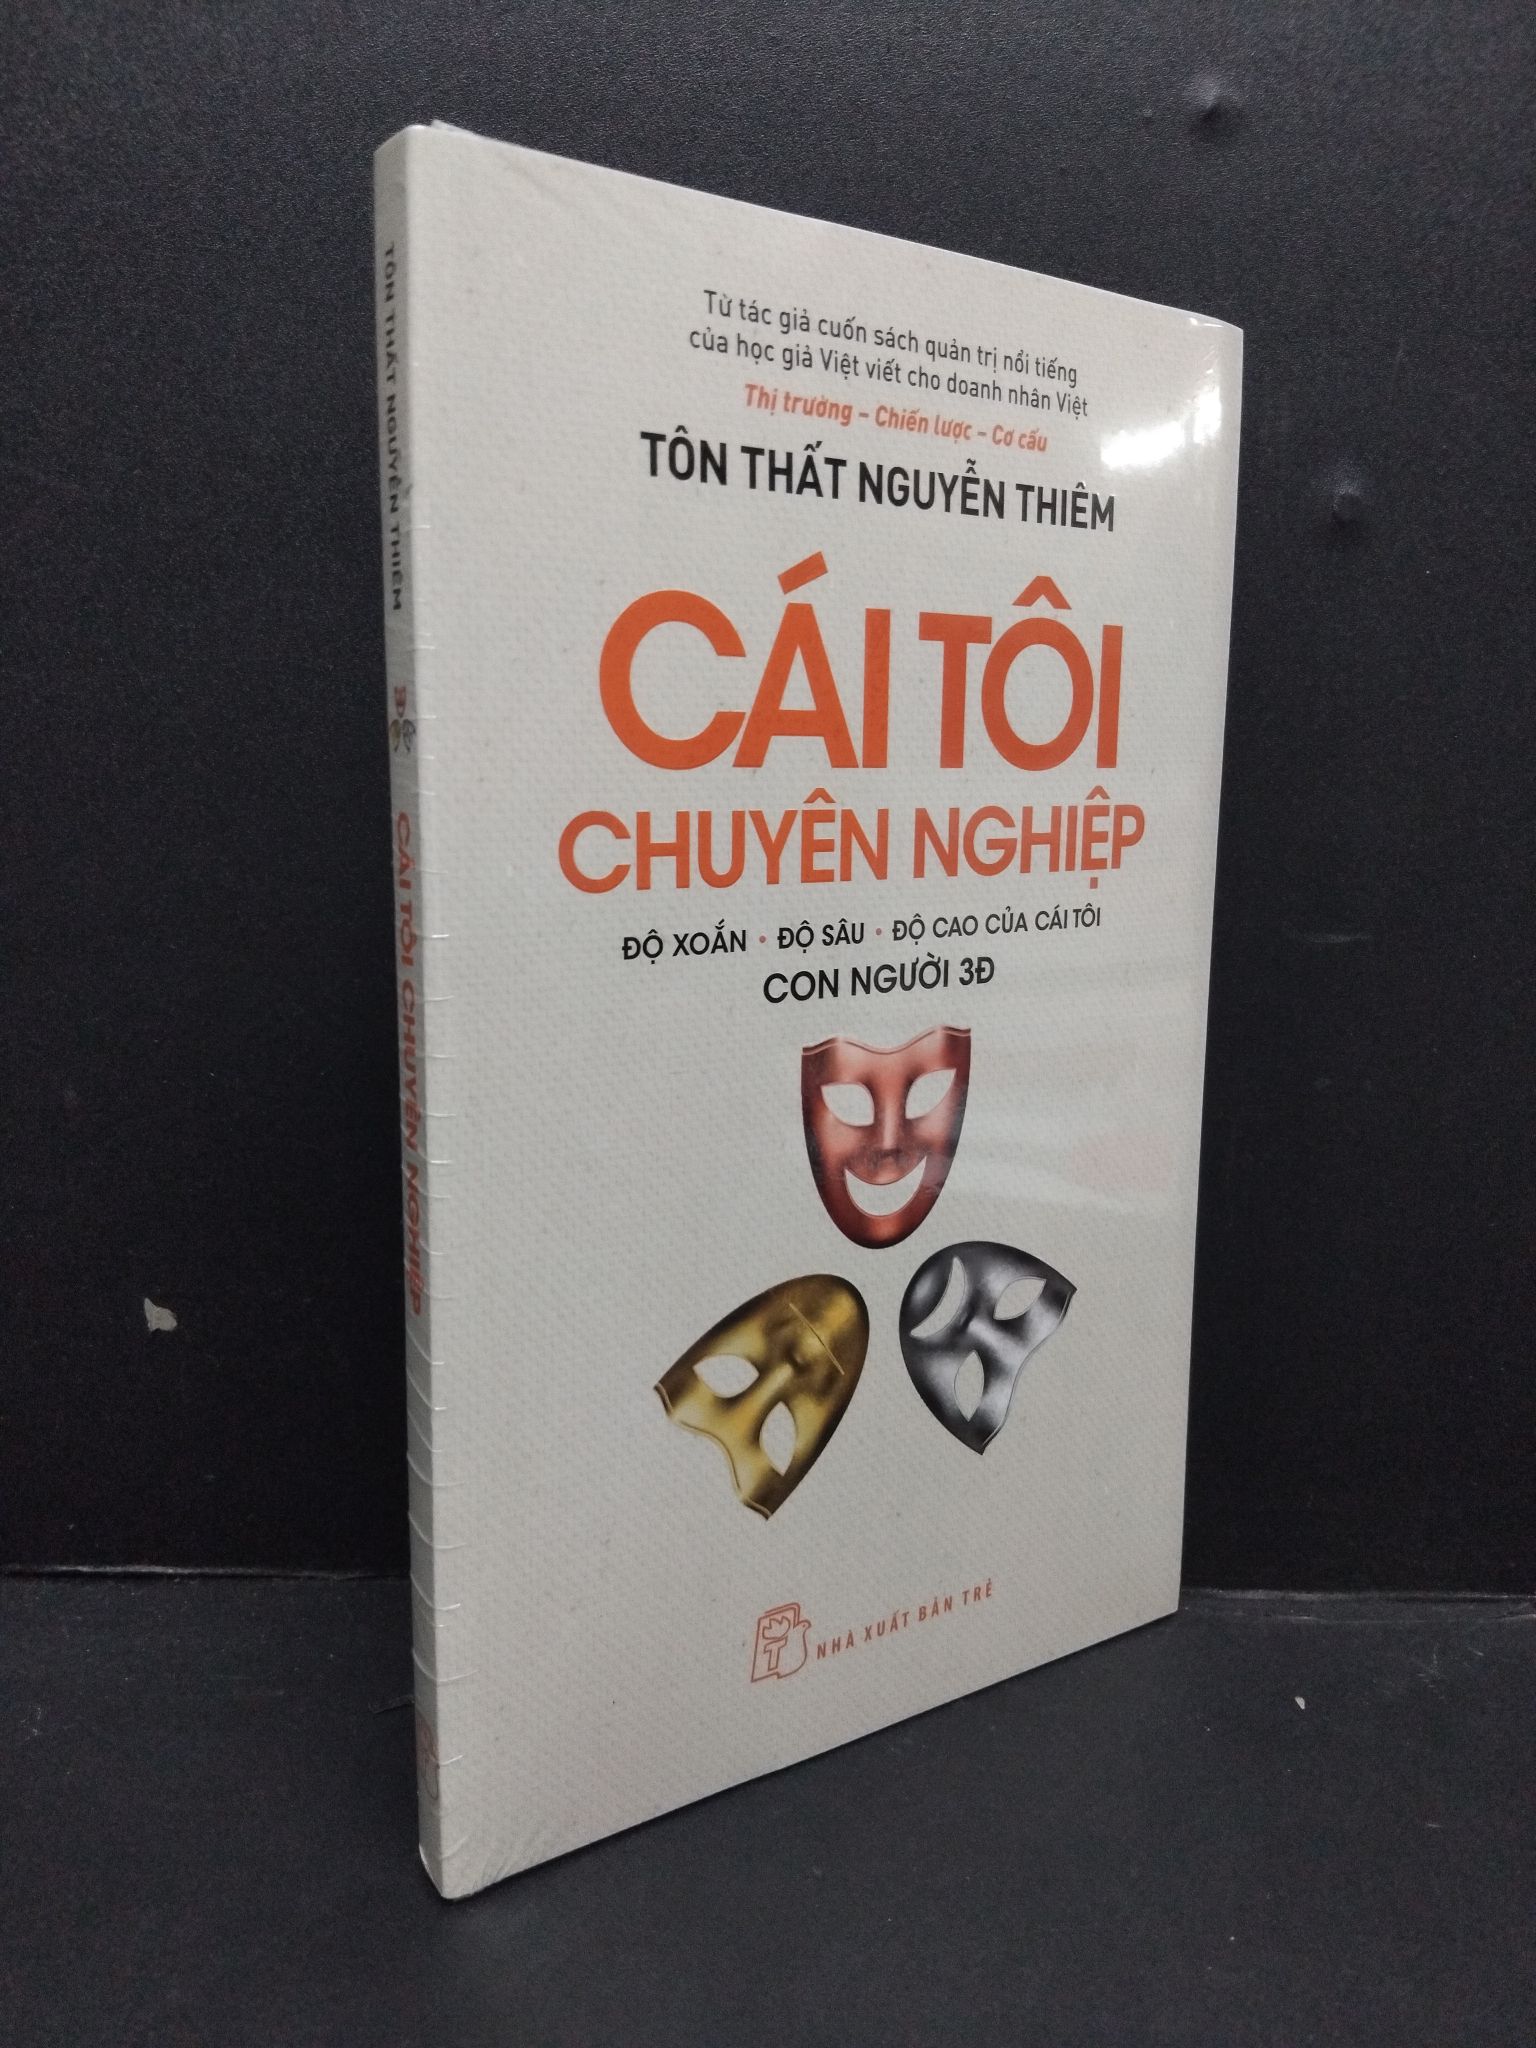 Từ tác giả cuốn sách quản trị nổi tiếng
của học giả Việt viết cho doanh nhân Việt
Thị trường – Chiến lược – Cơ cấu
TÔN THẤT NGUYỄN THIÊM
CÁI TÔI
CHUYÊN NGHIỆP
ĐỘ XOẮN • ĐỘ SÂU • ĐỘ CAO CỦA CÁI TÔI
CON NGƯỜI 3Đ
NHÀ XUẤT BẢN TRẺ
TÔN THẤT NGUYỄN THIÊM
CÁI TÔI CHUYÊN NGHIỆP